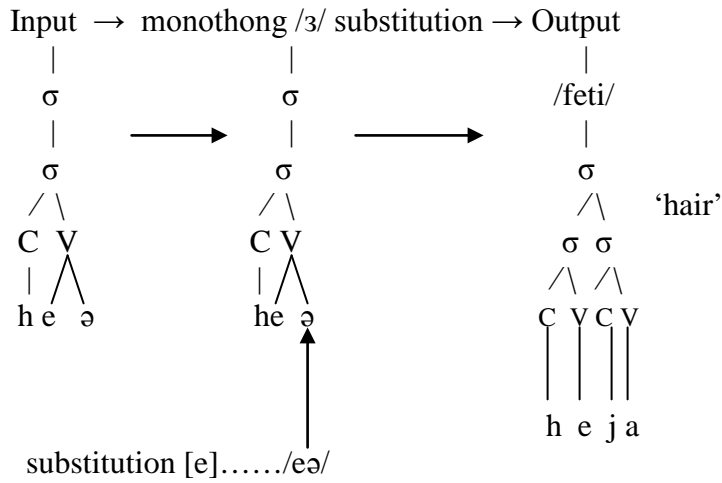 Input → monothong /ɜ/ substitution → Output
σ σ /feti/
σ σ σ
‘hair’
C V C V σ σ
h e ə he ə C V C V
h e j a
substitution [e]……/eə/